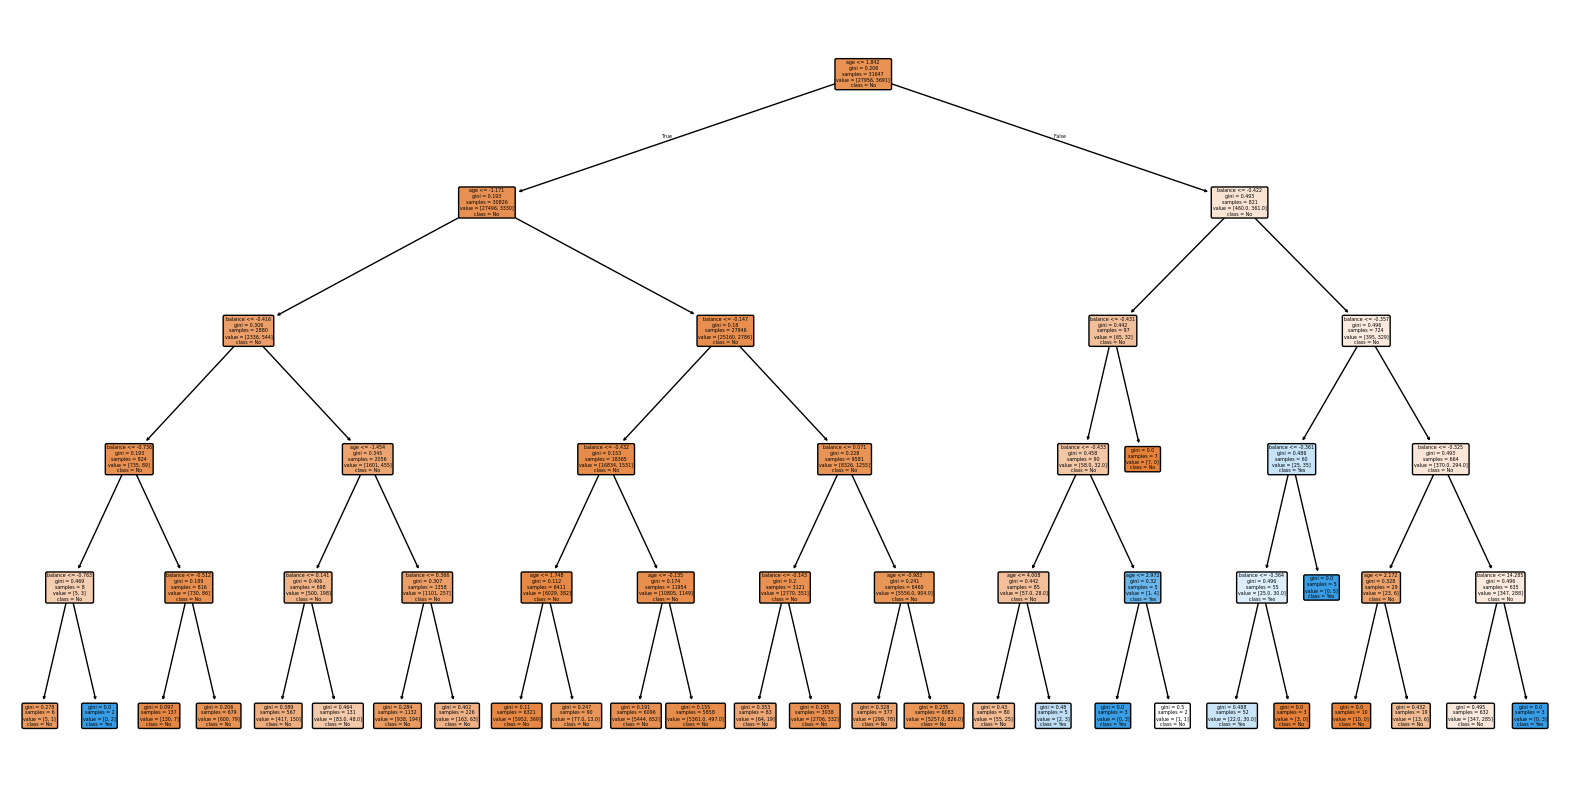 age <= 1.842
gini = 0.206
samples = 31647
value = [27956, 3691]
class = No
True
False
age <= -1.171
gini = 0.193
samples = 30826
value = [27496, 3330]
class = No
balance <= -0.422
gini = 0.493
samples = 821
value = [460.0, 361.0]
class = No
balance <= -0.416
gini = 0.306
samples = 2880
value = [2336, 544]
class = No
balance <= -0.147
gini = 0.18
samples = 27946
value = [25160, 2786]
class = No
balance <= -0.431
gini = 0.442
samples = 97
value = [65, 32]
class = No
balance <= -0.357
gini = 0.496
samples = 724
value = [395, 329]
class = No
balance <= -0.736
gini = 0.193
samples = 824
value = [735, 89]
class = No
age <= -1.454
gini = 0.345
samples = 2056
value = [1601, 455]
class = No
balance <= -0.432
gini = 0.153
samples = 18365
value = [16834, 1531]
class = No
balance <= 0.071
gini = 0.228
samples = 9581
value = [8326, 1255]
class = No
balance <= -0.433
gini = 0.458
samples = 90
value = [58.0, 32.0]
class = No
gini = 0.0
samples = 7
value = [7, 0]
class = No
balance <= -0.361
gini = 0.486
samples = 60
value = [25, 35]
class = Yes
balance <= -0.325
gini = 0.493
samples = 664
value = [370.0, 294.0]
class = No
balance <= -0.763
gini = 0.469
samples = 8
value = [5, 3]
class = No
balance <= -0.512
gini = 0.189
samples = 816
value = [730, 86]
class = No
balance <= 0.141
gini = 0.406
samples = 698
value = [500, 198]
class = No
balance <= 0.366
gini = 0.307
samples = 1358
value = [1101, 257]
class = No
age <= 1.748
gini = 0.112
samples = 6411
value = [6029, 382]
class = No
age <= -0.135
gini = 0.174
samples = 11954
value = [10805, 1149]
class = No
balance <= -0.143
gini = 0.2
samples = 3121
value = [2770, 351]
class = No
age <= -0.983
gini = 0.241
samples = 6460
value = [5556.0, 904.0]
class = No
age <= 4.008
gini = 0.442
samples = 85
value = [57.0, 28.0]
class = No
age <= 2.972
gini = 0.32
samples = 5
value = [1, 4]
class = Yes
balance <= -0.364
gini = 0.496
samples = 55
value = [25.0, 30.0]
class = Yes
gini = 0.0
samples = 5
value = [0, 5]
class = Yes
age <= 2.172
gini = 0.328
samples = 29
value = [23, 6]
class = No
balance <= 14.285
gini = 0.496
samples = 635
value = [347, 288]
class = No
gini = 0.278
samples = 6
value = [5, 1]
class = No
gini = 0.0
samples = 2
value = [0, 2]
class = Yes
gini = 0.097
samples = 137
value = [130, 7]
class = No
gini = 0.206
samples = 679
value = [600, 79]
class = No
gini = 0.389
samples = 567
value = [417, 150]
class = No
gini = 0.464
samples = 131
value = [83.0, 48.0]
class = No
gini = 0.284
samples = 1132
value = [938, 194]
class = No
gini = 0.402
samples = 226
value = [163, 63]
class = No
gini = 0.11
samples = 6321
value = [5952, 369]
class = No
gini = 0.247
samples = 90
value = [77.0, 13.0]
class = No
gini = 0.191
samples = 6096
value = [5444, 652]
class = No
gini = 0.155
samples = 5858
value = [5361.0, 497.0]
class = No
gini = 0.353
samples = 83
value = [64, 19]
class = No
gini = 0.195
samples = 3038
value = [2706, 332]
class = No
gini = 0.328
samples = 377
value = [299, 78]
class = No
gini = 0.235
samples = 6083
value = [5257.0, 826.0]
class = No
gini = 0.43
samples = 80
value = [55, 25]
class = No
gini = 0.48
samples = 5
value = [2, 3]
class = Yes
gini = 0.0
samples = 3
value = [0, 3]
class = Yes
gini = 0.5
samples = 2
value = [1, 1]
class = No
gini = 0.488
samples = 52
value = [22.0, 30.0]
class = Yes
gini = 0.0
samples = 3
value = [3, 0]
class = No
gini = 0.0
samples = 10
value = [10, 0]
class = No
gini = 0.432
samples = 19
value = [13, 6]
class = No
gini = 0.495
samples = 632
value = [347, 285]
class = No
gini = 0.0
samples = 3
value = [0, 3]
class = Yes